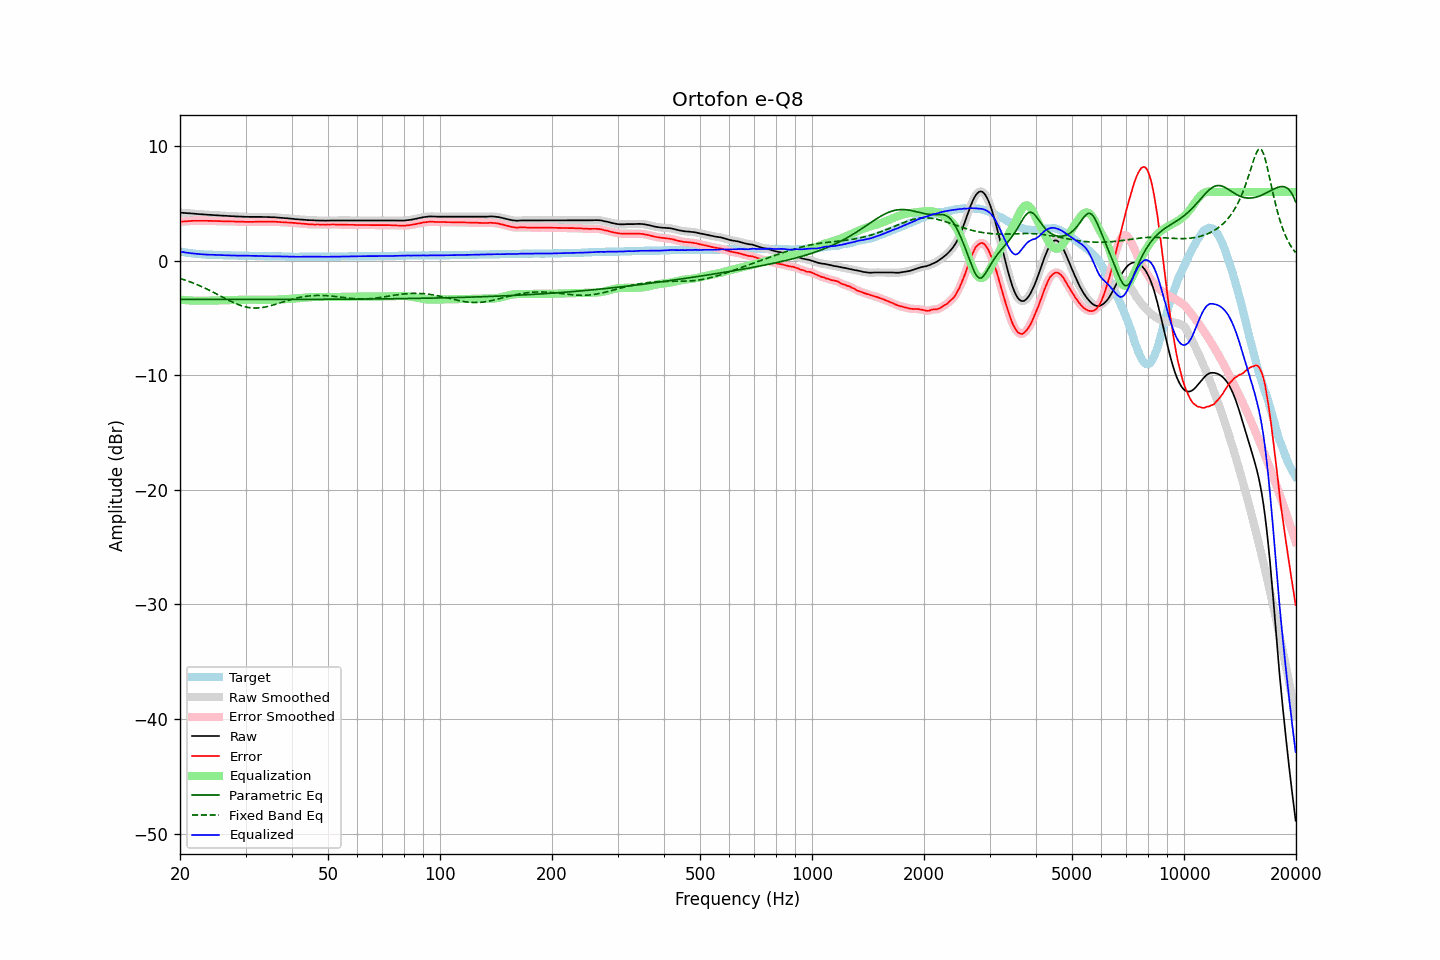 Ortofon e-Q8
Amplitude (dBr)
10
0
−10
−20
−30
−40
−50
Target
Raw Smoothed
Error Smoothed
Raw
Error
Equalization
Parametric Eq
Fixed Band Eq
Equalized
20 50 100 200 500 1000 2000 5000 10000 20000
Frequency (Hz)